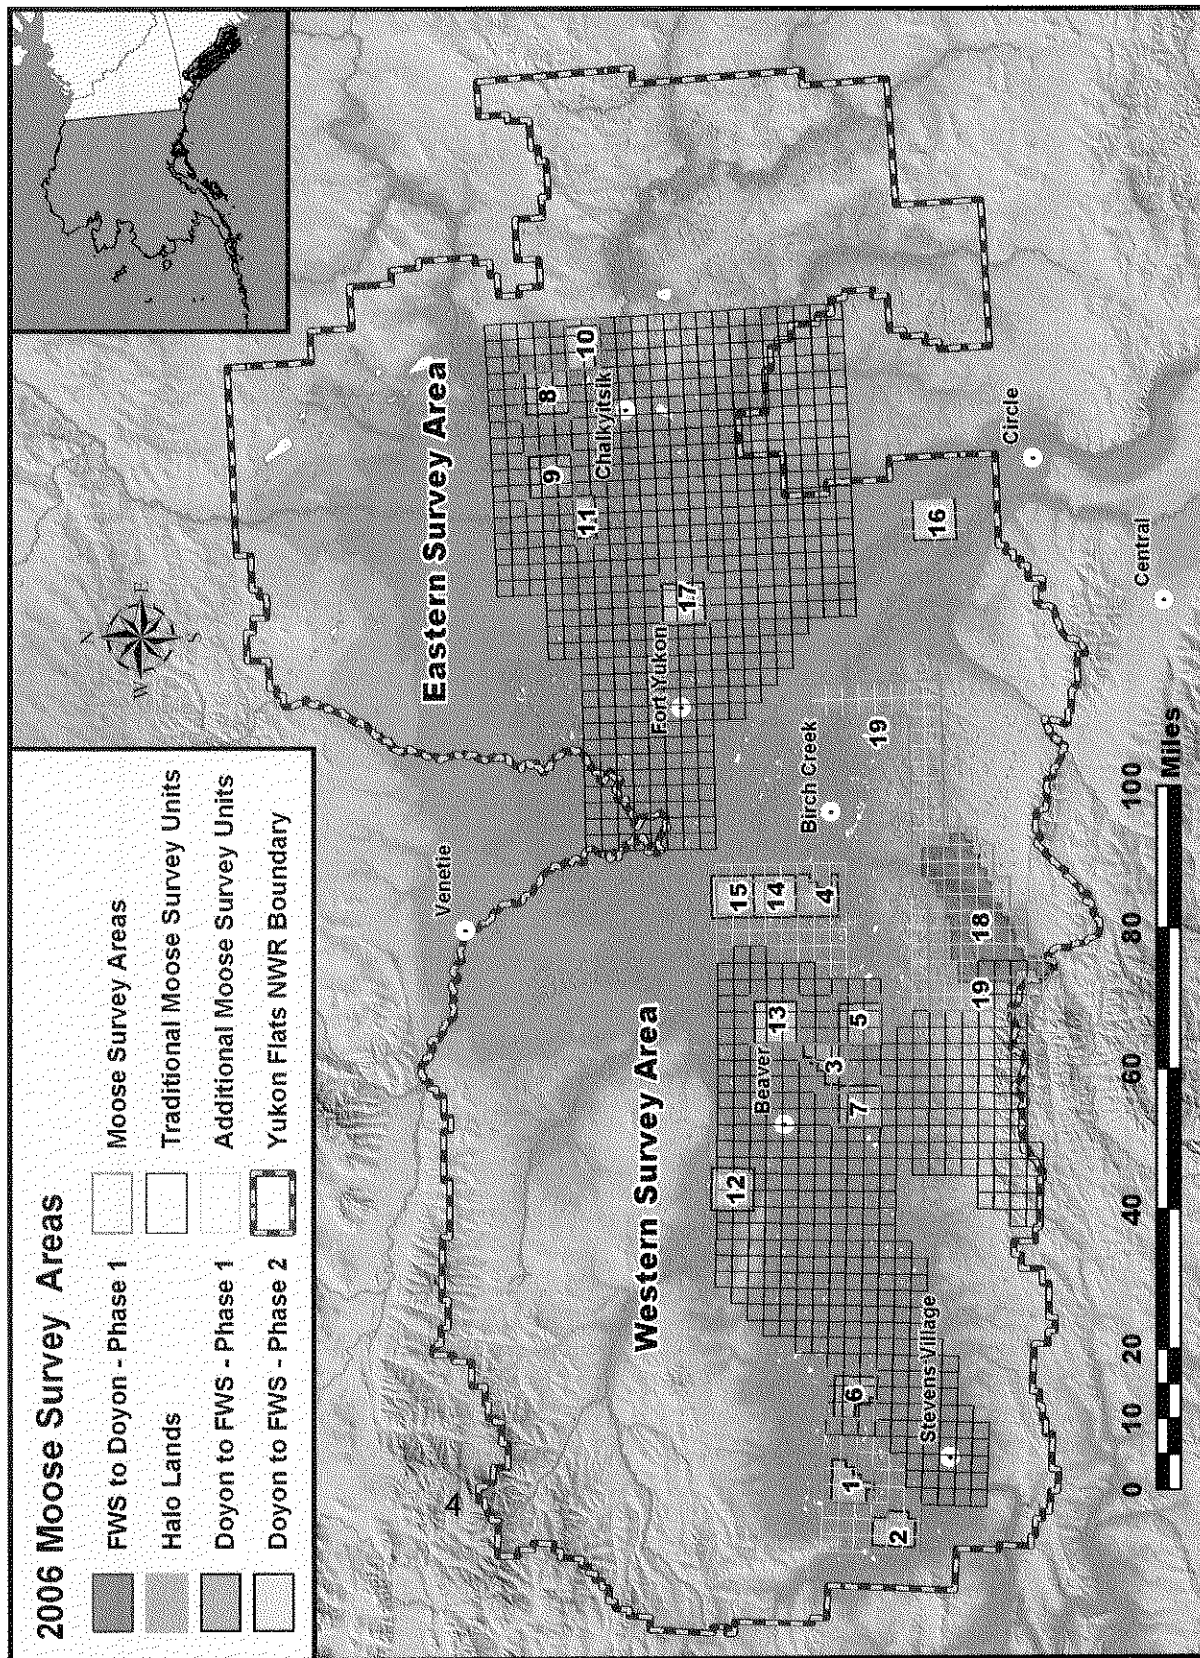 2006 Moose Survey Areas
FWS to Doyon - Phase 1
Halo Lands
Doyon to FWS - Phase 1
Doyon to FWS - Phase 2
Moose Survey Areas
Traditional Moose Survey Units
Additional Moose Survey Units
Yukon Flats NWR Boundary
N
W
E
S
4
Venetie
Western Survey Area
Eastern Survey Area
12
Beaver
13
15
14
4
3
5
7
6
1
2
Stevens Village
18
19
Birch Creek
19
Fort Yukon
17
11
9
8
10
Chalkyitsik
16
Circle
Central
0
10
20
40
60
80
100
Miles